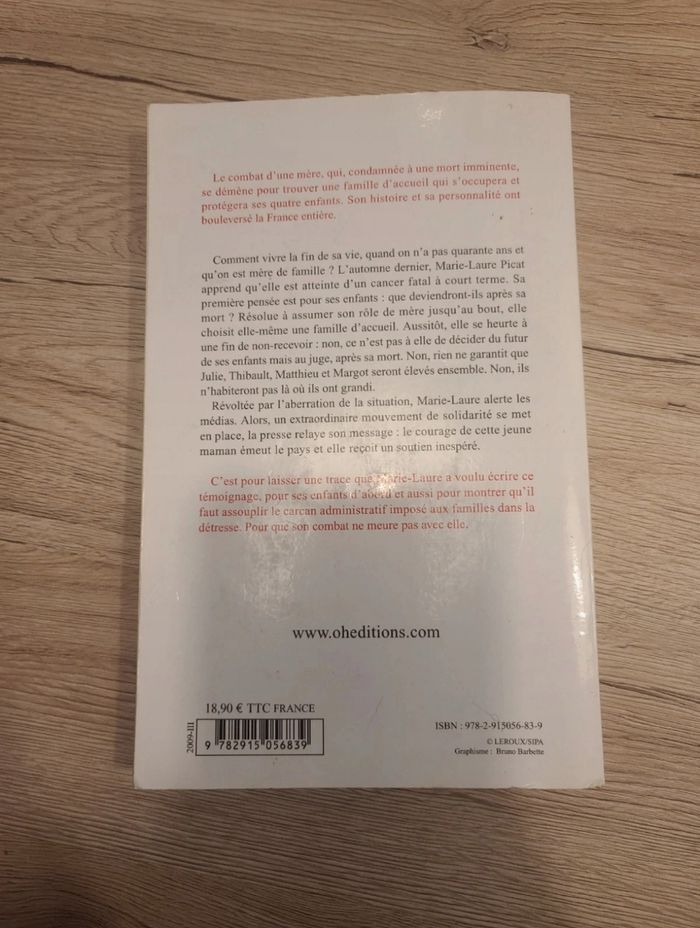 Le combat d'une mère, qui, condamnée à une mort imminente,
se démène pour trouver une famille d'accueil qui s'occupera et
protégera ses quatre enfants. Son histoire et sa personnalité ont
bouleversé la France entière.
Comment vivre la fin de sa vie, quand on n'a pas quarante ans et
qu'on est mère de famille ? L'automne dernier, Marie-Laure Picat
apprend qu'elle est atteinte d'un cancer fatal à court terme. Sa
première pensée est pour ses enfants : que deviendront-ils après sa
mort ? Résolue à assumer son rôle de mère jusqu'au bout, elle
choisit elle-même une famille d'accueil. Aussitôt, elle se heurte à
une fin de non-recevoir : non, ce n'est pas à elle de décider du futur
de ses enfants mais au juge, après sa mort. Non, rien ne garantit que
Julie, Thibault, Matthieu et Margot seront élevés ensemble. Non, ils
n'habiteront pas là où ils ont grandi.
Révoltée par l'aberration de la situation, Marie-Laure alerte les
médias. Alors, un extraordinaire mouvement de solidarité se met
en place, la presse relaye son message : le courage de cette jeune
maman émeut le pays et elle reçoit un soutien inespéré.
C'est pour laisser une trace que Marie-Laure a voulu écrire ce
témoignage, pour ses enfants d'abord et aussi pour montrer qu'il
faut assouplir le carcan administratif imposé aux familles dans la
détresse. Pour que son combat ne meure pas avec elle.
www.oheditions.com
18,90 € TTC FRANCE
2009-III
9 782915 056839
ISBN : 978-2-915056-83-9
© LEROUX/SIPA
Graphisme : Bruno Barbette